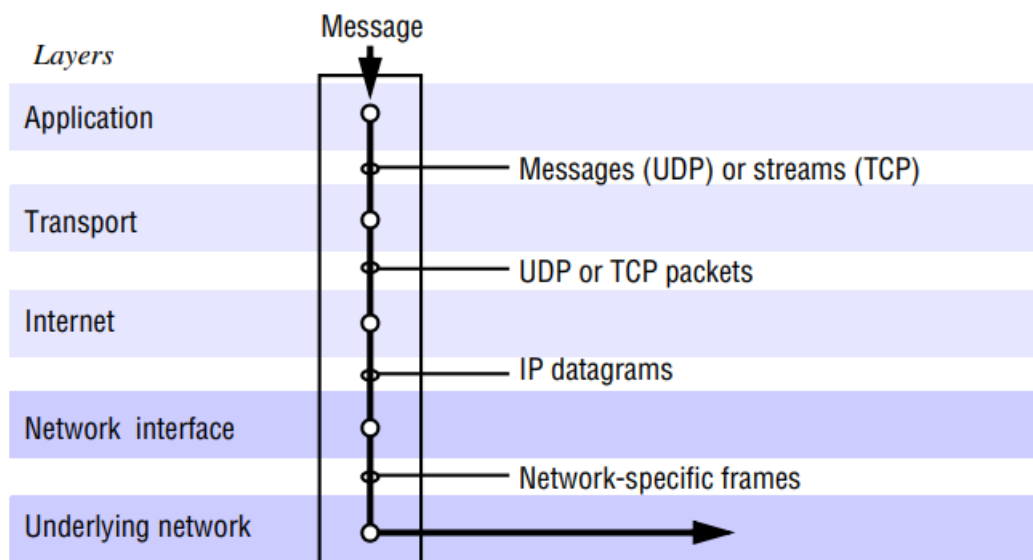 Message
Layers
Application
Messages (UDP) or streams (TCP)
Transport
UDP or TCP packets
Internet
IP datagrams
Network interface
Network-specific frames
Underlying network